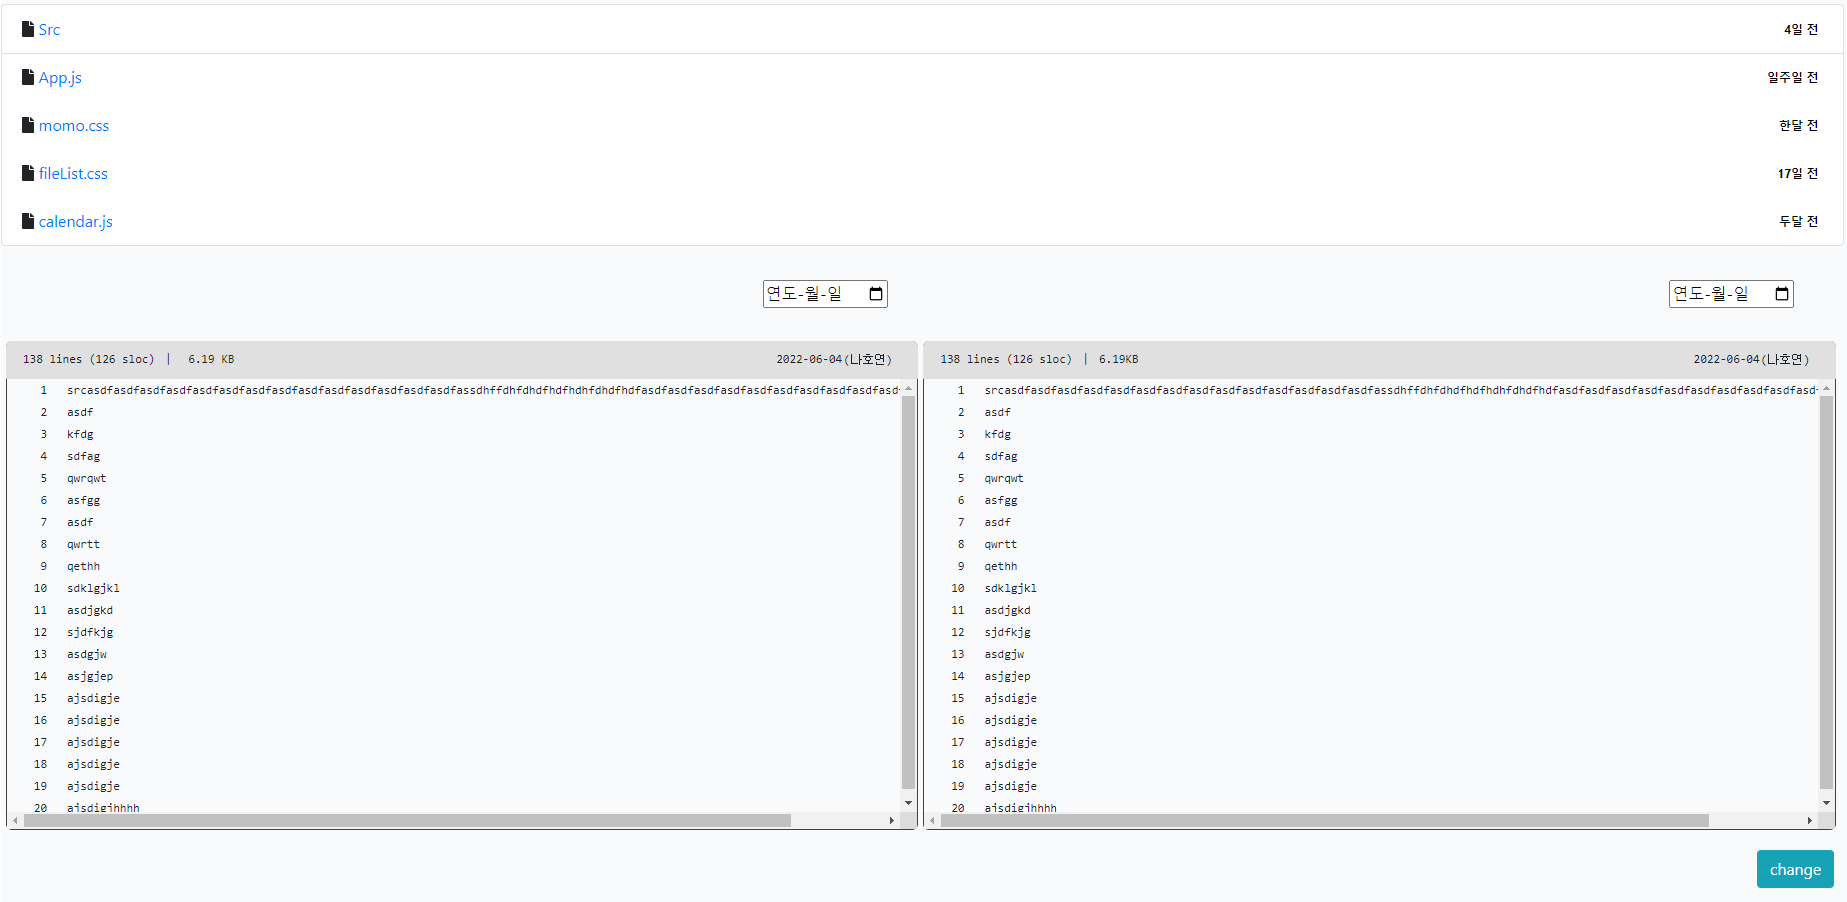 Src 4일 전
App.js 일주일 전
momo.css 한달 전
fileList.css 17일 전
calendar.js 두달 전
연도-월-일 연도-월-일
138 lines (126 sloc) | 6.19 KB 2022-06-04(나호연)
1 srcasdfasdfasdfasdfasdfasdfasdfasdfasdfasdfasdfasdfasdfasdfasdfassdhffdhfdhdfhdfhdhfdhdfhdfasdfasdfasdfasdfasdfasdfasdfasdfasdfasd
2 asdf
3 kfdg
4 sdfag
5 qwrqwt
6 asfgg
7 asdf
8 qwrtt
9 qethh
10 sdklgjkl
11 asdjgkd
12 sjdfkjg
13 asdgjw
14 asjgjep
15 ajsdigje
16 ajsdigje
17 ajsdigje
18 ajsdigje
19 ajsdigje
20 ajsdigjhhhh
138 lines (126 sloc) | 6.19KB 2022-06-04(나호연)
1 srcasdfasdfasdfasdfasdfasdfasdfasdfasdfasdfasdfasdfasdfasdfasdfassdhffdhfdhdfhdfhdhfdhdfhdfasdfasdfasdfasdfasdfasdfasdfasdfasdfasd
2 asdf
3 kfdg
4 sdfag
5 qwrqwt
6 asfgg
7 asdf
8 qwrtt
9 qethh
10 sdklgjkl
11 asdjgkd
12 sjdfkjg
13 asdgjw
14 asjgjep
15 ajsdigje
16 ajsdigje
17 ajsdigje
18 ajsdigje
19 ajsdigje
20 ajsdigjhhhh
change